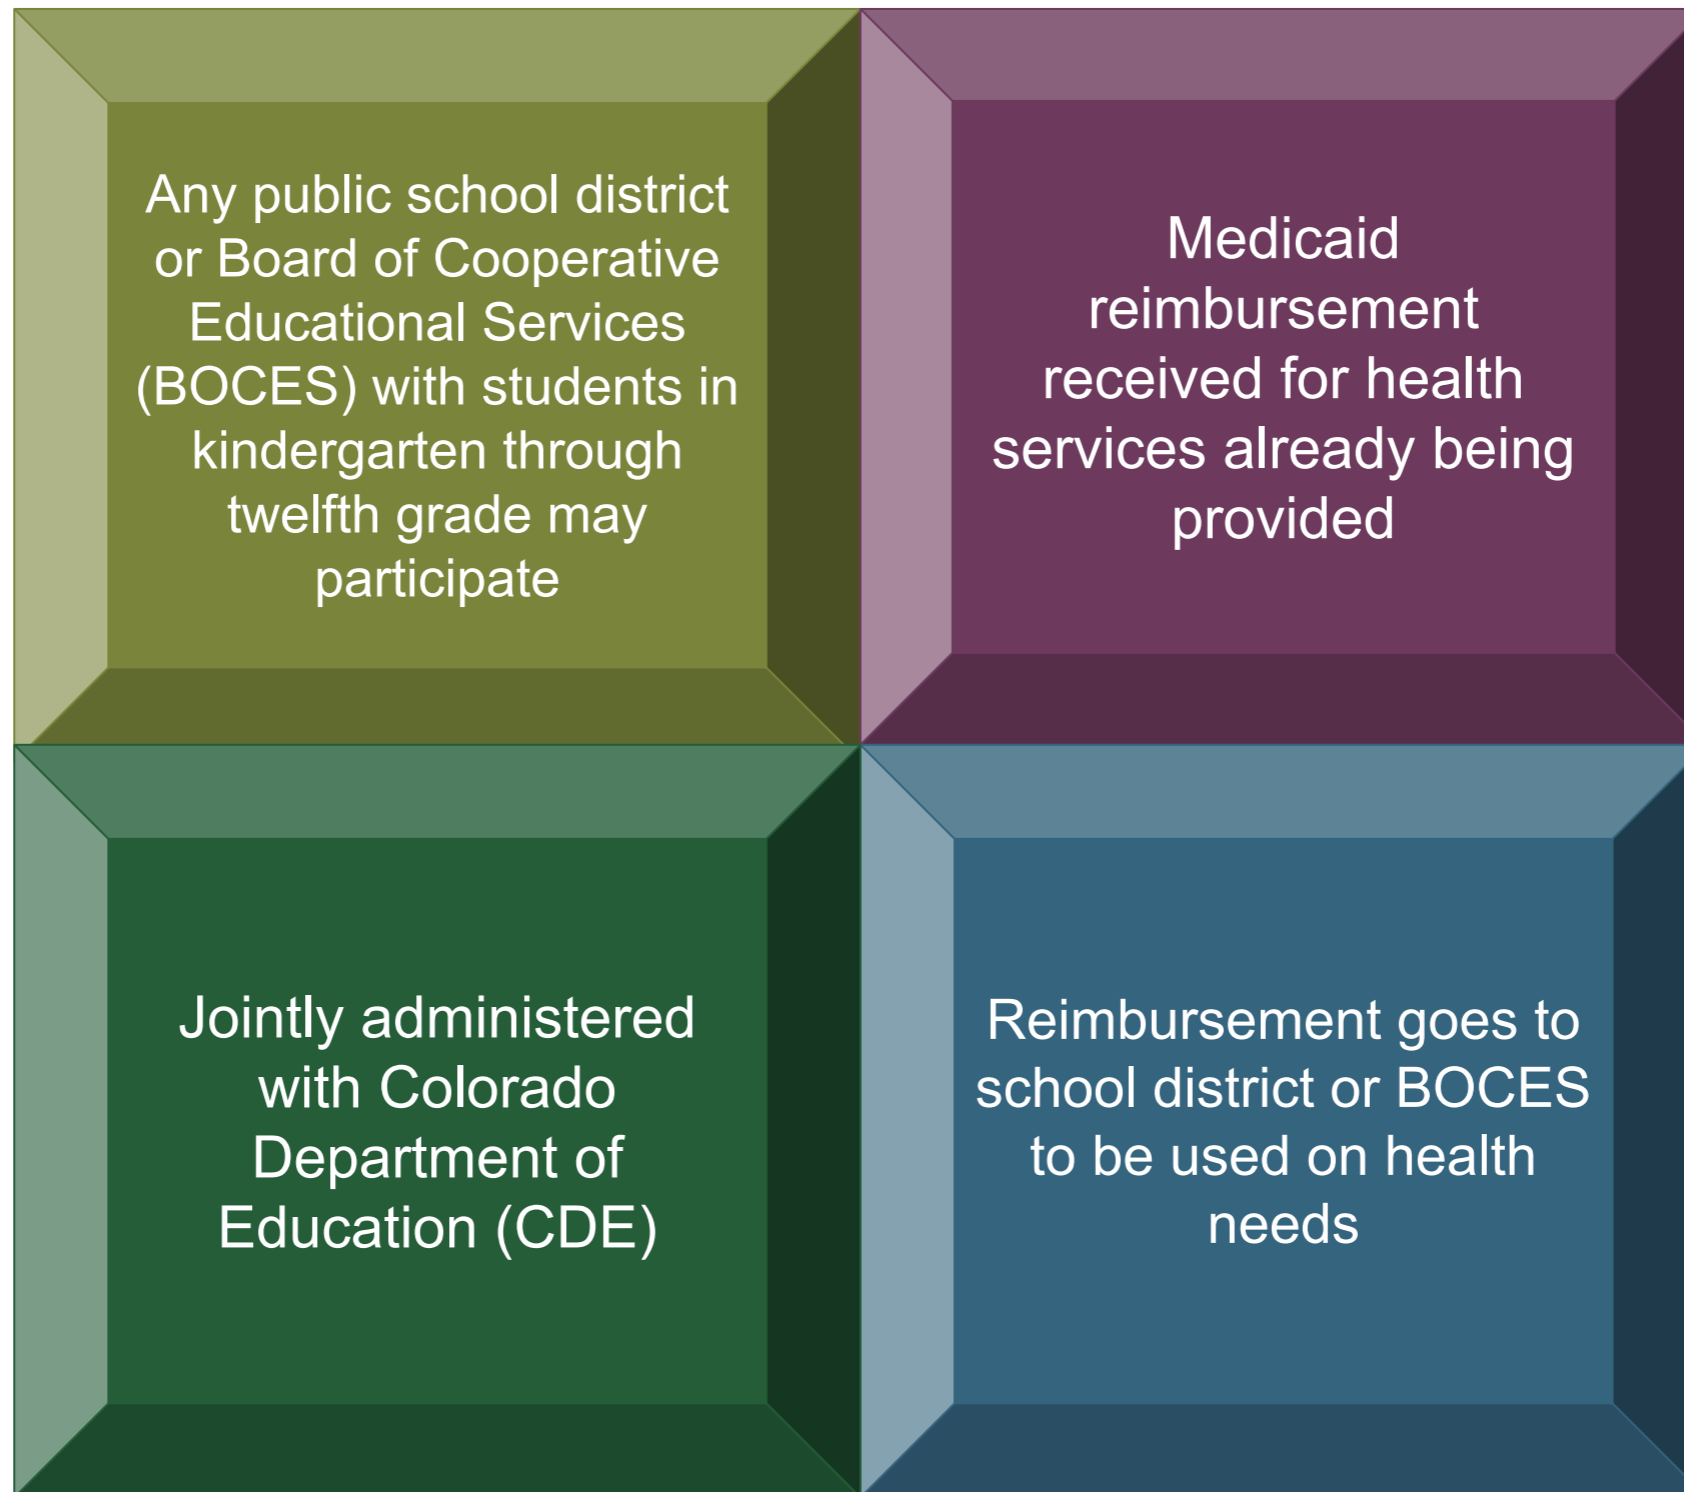 Any public school district
or Board of Cooperative
Educational Services
(BOCES) with students in
kindergarten through
twelfth grade may
participate
Medicaid
reimbursement
received for health
services already being
provided
Jointly administered
with Colorado
Department of
Education (CDE)
Reimbursement goes to
school district or BOCES
to be used on health
needs